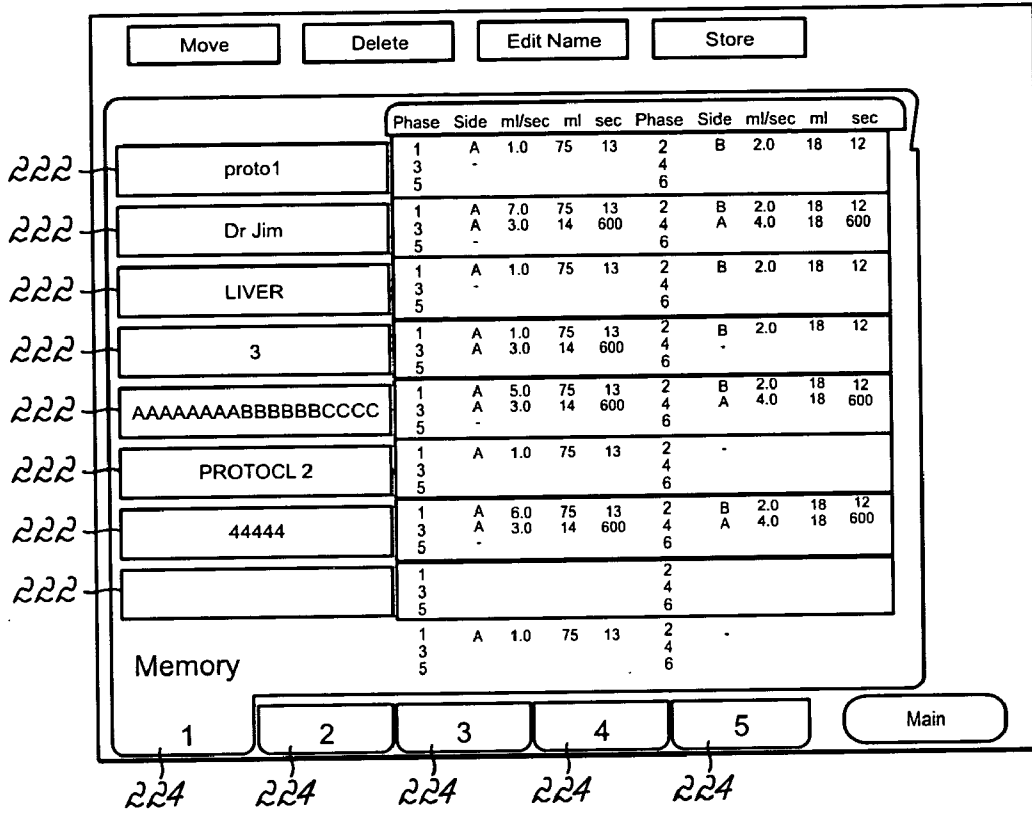 Move Delete Edit Name Store
Phase Side ml/sec ml sec Phase Side ml/sec ml sec
222 proto1 1 A 1.0 75 13 2 B 2.0 18 12
3 - 4
5 6
222 Dr Jim 1 A 7.0 75 13 2 B 2.0 18 12
3 A 3.0 14 600 4 A 4.0 18 600
5 - 6
222 LIVER 1 A 1.0 75 13 2 B 2.0 18 12
3 - 4
5 6
222 3 1 A 1.0 75 13 2 B 2.0 18 12
3 A 3.0 14 600 4 -
5 6
222 AAAAAAAABBBBBBCCCC 1 A 5.0 75 13 2 B 2.0 18 12
3 A 3.0 14 600 4 A 4.0 18 600
5 - 6
222 PROTOCL 2 1 A 1.0 75 13 2 -
3 4
5 6
222 44444 1 A 6.0 75 13 2 B 2.0 18 12
3 A 3.0 14 600 4 A 4.0 18 600
5 - 6
222 1 2
3 4
5 6
1 A 1.0 75 13 2 -
3 4
5 6
Memory
1 2 3 4 5 Main
224 224 224 224 224